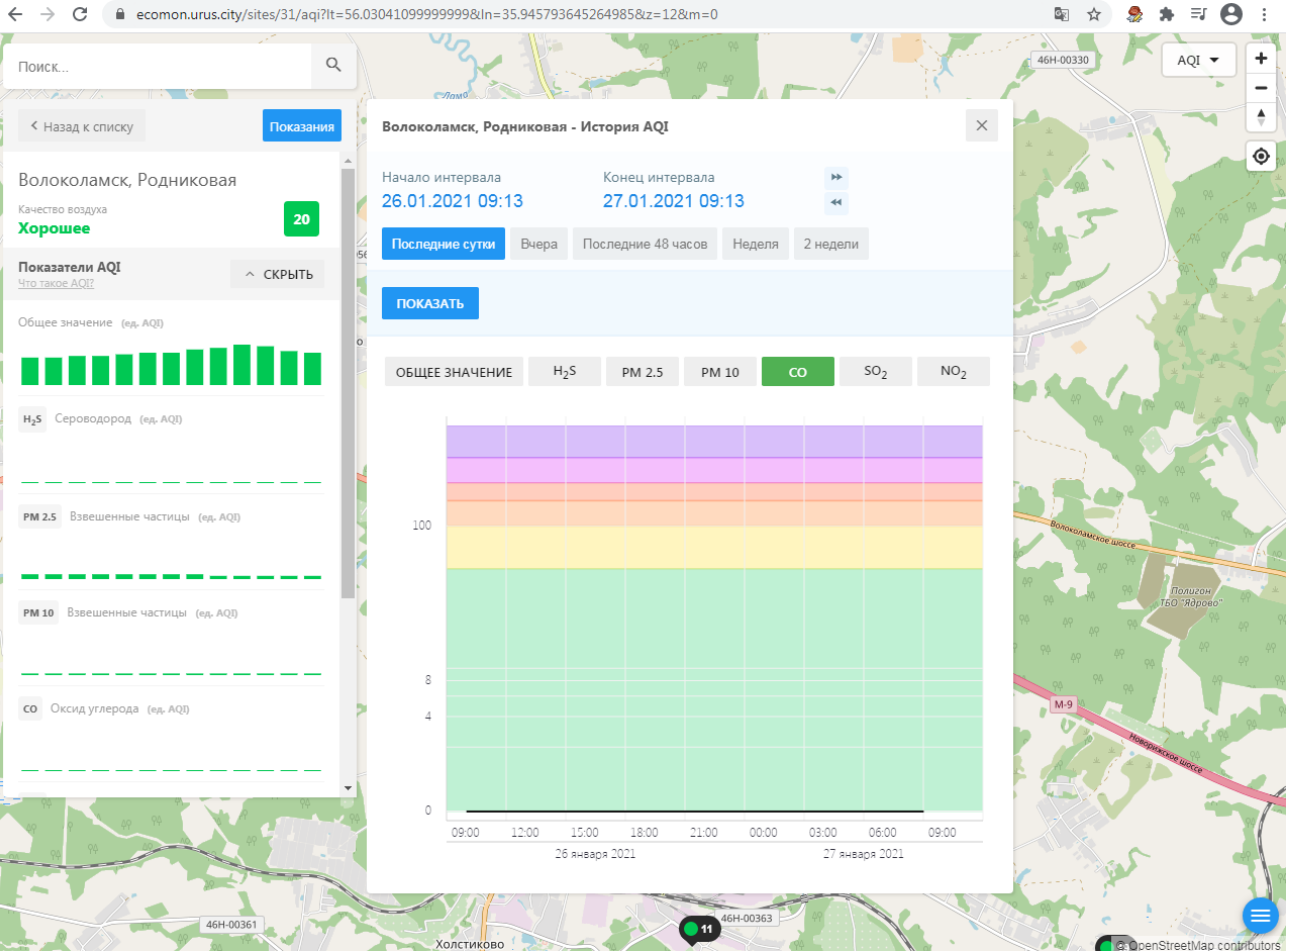 ecomon.urus.city/sites/31/aqi?lt=56.03041099999999&ln=35.945793645264985&z=12&m=0
Поиск...
46H-00330
AQI
Назад к списку
Показания
Волоколамск, Родниковая
Качество воздуха
Хорошее
20
Показатели AQI
Что такое AQI?
СКРЫТЬ
Общее значение (ед. AQI)
H2S Сероводород (ед. AQI)
PM 2.5 Взвешенные частицы (ед. AQI)
PM 10 Взвешенные частицы (ед. AQI)
CO Оксид углерода (ед. AQI)
Волоколамск, Родниковая - История AQI
Начало интервала
26.01.2021 09:13
Конец интервала
27.01.2021 09:13
Последние сутки
Вчера
Последние 48 часов
Неделя
2 недели
ПОКАЗАТЬ
ОБЩЕЕ ЗНАЧЕНИЕ
H2S
PM 2.5
PM 10
CO
SO2
NO2
100
8
4
0
09:00 12:00 15:00 18:00 21:00 00:00 03:00 06:00 09:00
26 января 2021
27 января 2021
Волоколамское шоссе
Полигон
ТБО "Ядрово"
М-9
Новорижское шоссе
46H-00361
46H-00363
11
Холстиково
OpenStreetMap contributors